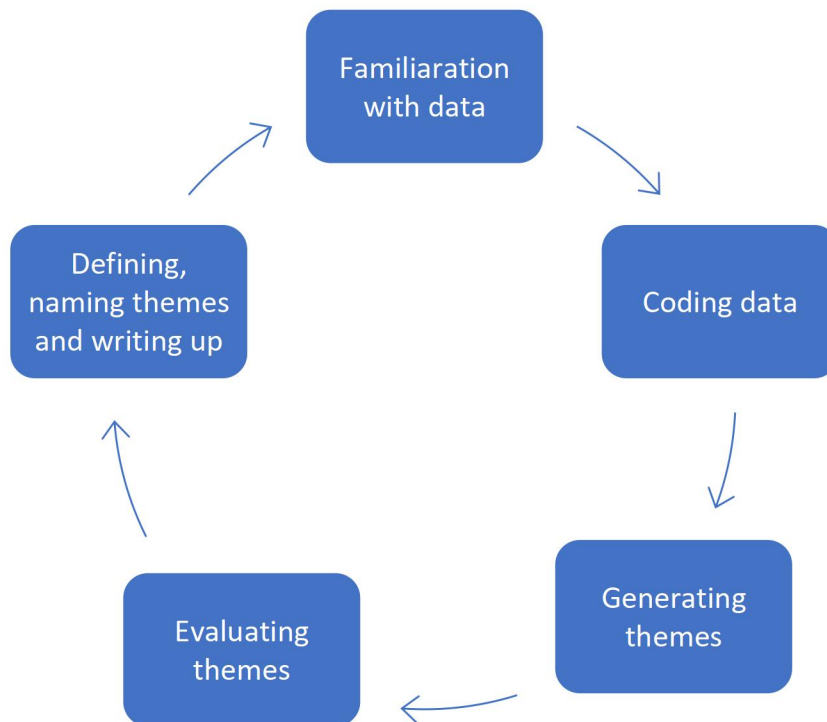 Familiaration
with data
Coding data
Generating
themes
Evaluating
themes
Defining,
naming themes
and writing up